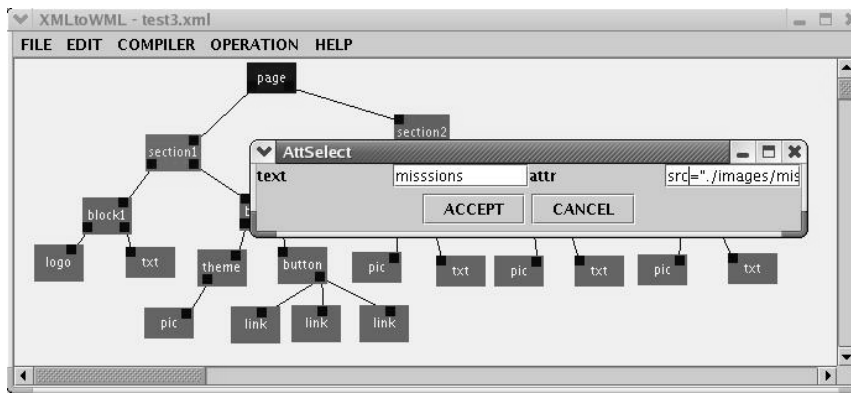 XMLtoWML - test3.xml
FILE EDIT COMPILER OPERATION HELP
page
section1 section2
AttSelect
text misssions attr src="./images/mis
ACCEPT CANCEL
block1
logo txt theme button pic txt pic txt pic txt
pic link link link